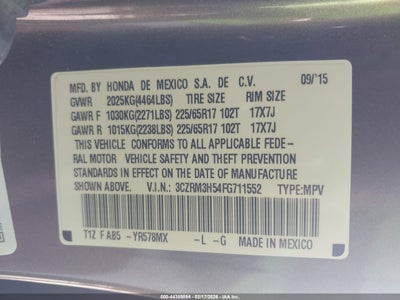 MFD. BY HONDA DE MEXICO S.A. DE C.V. 09/'15
GVWR 2025KG(4464LBS) TIRE SIZE RIM SIZE
GAWR F 1030KG(2271LBS) 225/65R17 102T 17X7J
GAWR R 1015KG(2238LBS) 225/65R17 102T 17X7J
THIS VEHICLE CONFORMS TO ALL APPLICABLE FEDE-
RAL MOTOR VEHICLE SAFETY AND THEFT PREVENTION
STANDARDS IN EFFECT ON THE DATE OF MANUFACTURE
SHOWN ABOVE. V.I.N.: 3CZRM3H54FG711552 TYPE:MPV
T1Z F AB5 -YR578MX -L -G MADE IN MEXICO
IAA 000-44389894 | 02/17/2026 | IAAI.COM